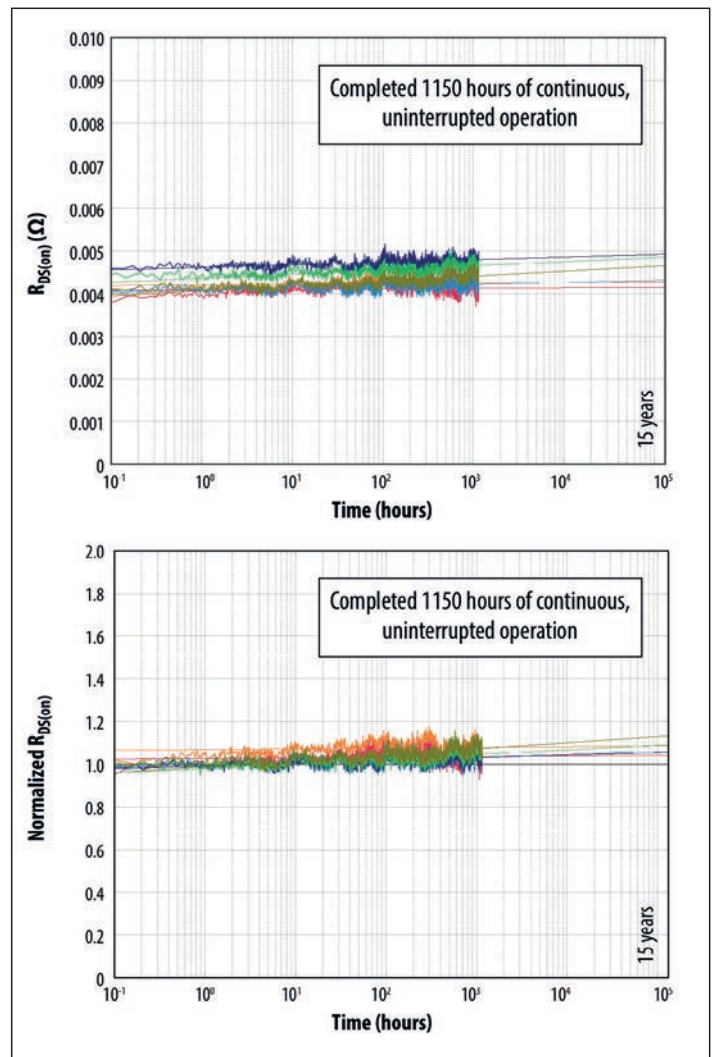 0.010
0.009
0.008
0.007
0.006
0.005
0.004
0.003
0.002
0.001
0
R_DS(on) (Ω)
Completed 1150 hours of continuous,
uninterrupted operation
15 years
10⁻¹ 10⁰ 10¹ 10² 10³ 10⁴ 10⁵
Time (hours)
2.0
1.8
1.6
1.4
1.2
1.0
0.8
0.6
0.4
0.2
0
Normalized R_DS(on)
Completed 1150 hours of continuous,
uninterrupted operation
15 years
10⁻¹ 10⁰ 10¹ 10² 10³ 10⁴ 10⁵
Time (hours)